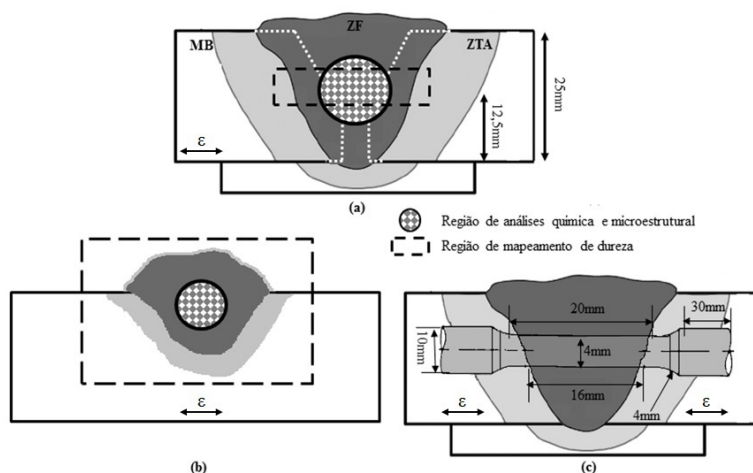 ZF
MB
ZTA
25mm
12,5mm
ε
(a)
Região de análises quimica e microestrutural
Região de mapeamento de dureza
20mm
30mm
10mm
4mm
16mm
4mm
ε
ε
ε
(b)
(c)